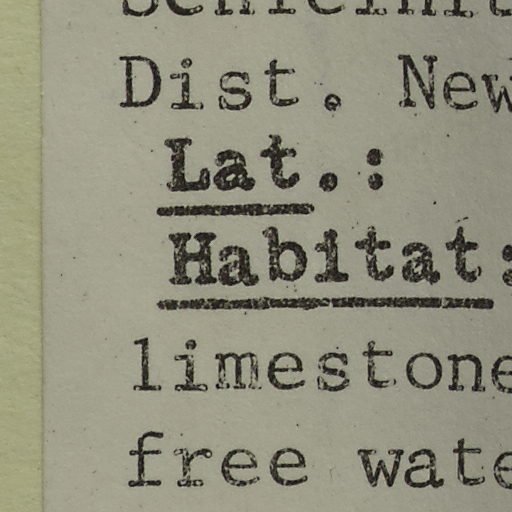 Dist. New
Lat.:
Habitat:
limestone
free wate